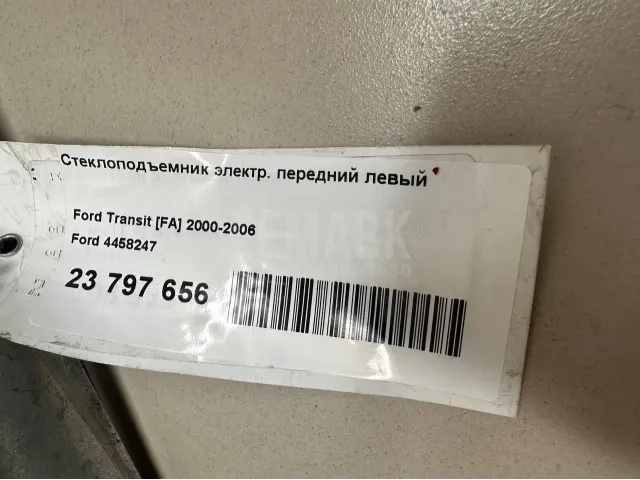 Стеклоподъемник электр. передний левый
Ford Transit [FA] 2000-2006
Ford 4458247
23 797 656